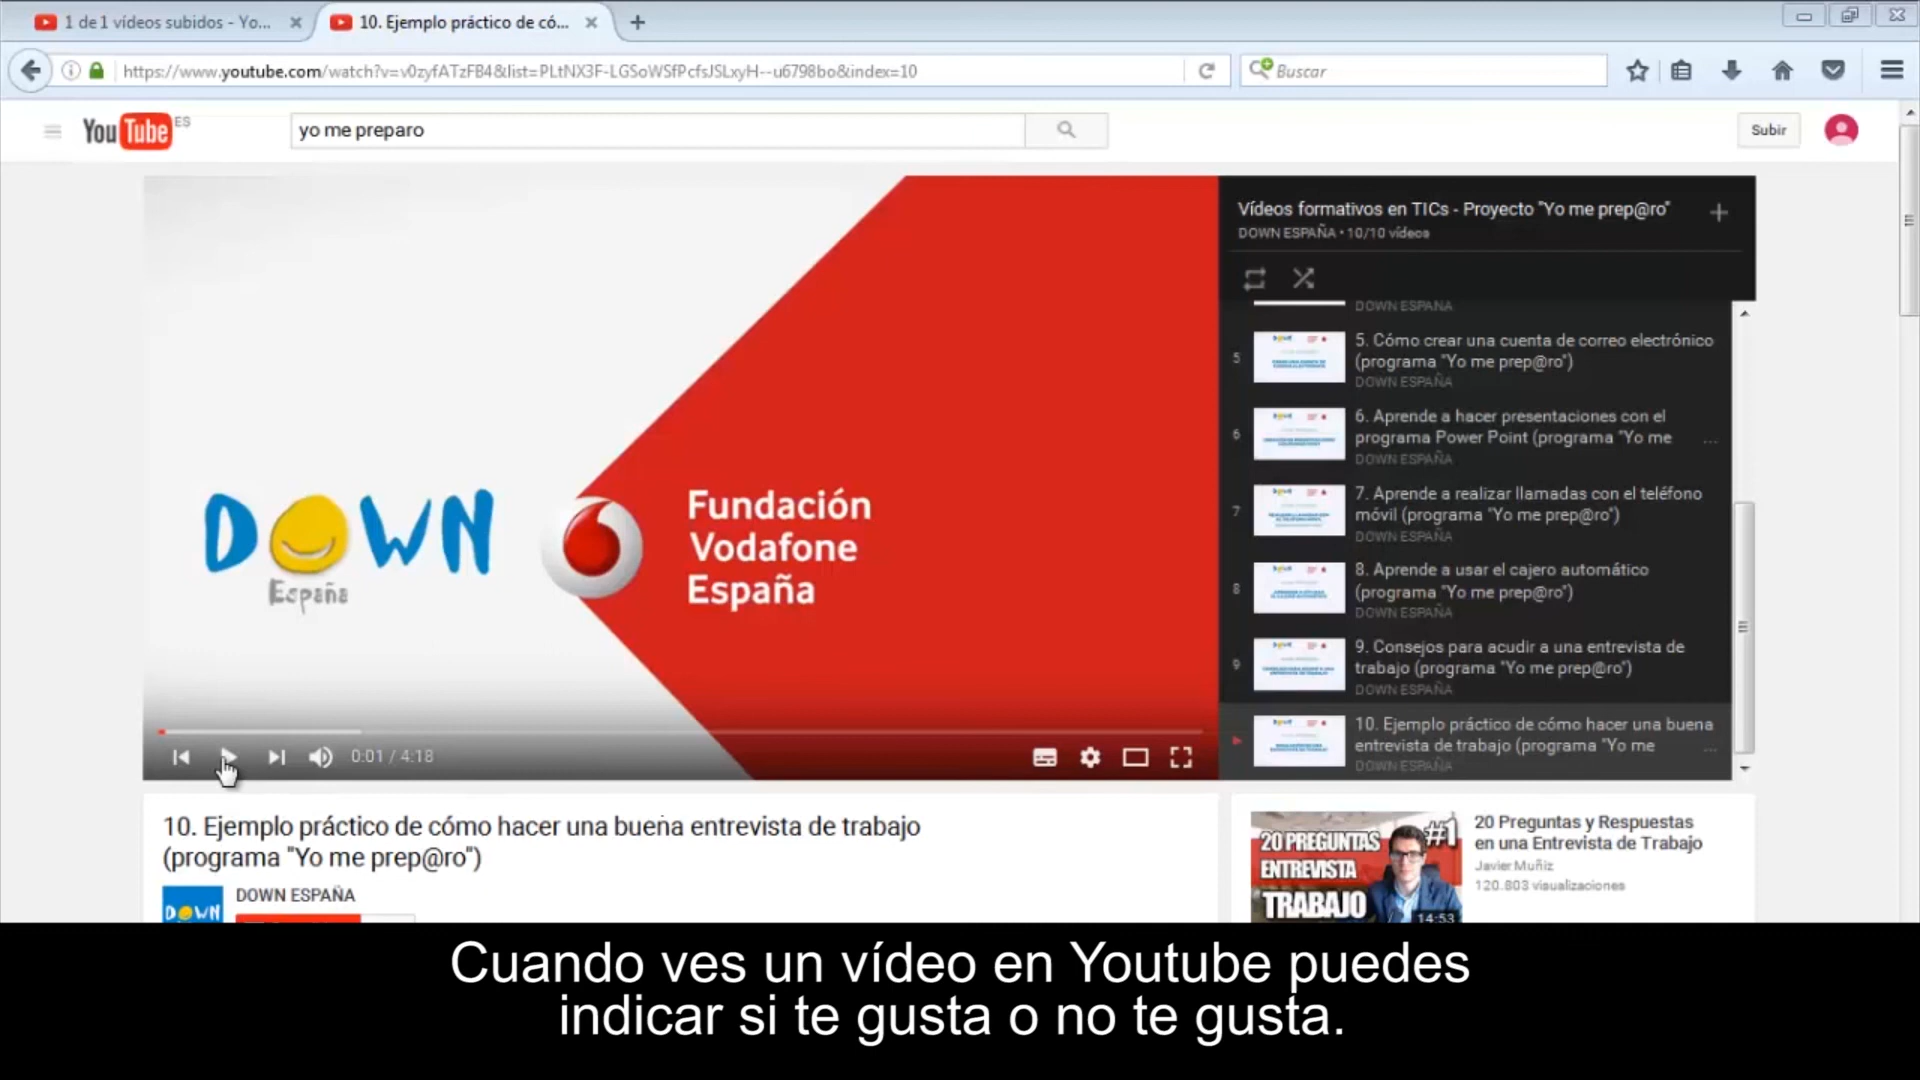 1 de 1 vídeos subidos - Yo...
10. Ejemplo práctico de có...
https://www.youtube.com/watch?v=v0zyfATzFB4&list=PLtNX3F-LGSoWSfPcfsJSLxyH--u6798bo&index=10
Buscar
YouTube ES
yo me preparo
Subir
DOWN
España
Fundación
Vodafone
España
0:01 / 4:18
Vídeos formativos en TICs - Proyecto "Yo me prep@ro"
DOWN ESPAÑA • 10/10 vídeos
DOWN ESPAÑA
5
5. Cómo crear una cuenta de correo electrónico
(programa "Yo me prep@ro")
DOWN ESPAÑA
6
6. Aprende a hacer presentaciones con el
programa Power Point (programa "Yo me ...
DOWN ESPAÑA
7
7. Aprende a realizar llamadas con el teléfono
móvil (programa "Yo me prep@ro")
DOWN ESPAÑA
8
8. Aprende a usar el cajero automático
(programa "Yo me prep@ro")
DOWN ESPAÑA
9
9. Consejos para acudir a una entrevista de
trabajo (programa "Yo me prep@ro")
DOWN ESPAÑA
10. Ejemplo práctico de cómo hacer una buena
entrevista de trabajo (programa "Yo me ...
DOWN ESPAÑA
10. Ejemplo práctico de cómo hacer una buena entrevista de trabajo
(programa "Yo me prep@ro")
DOWN
DOWN ESPAÑA
20 PREGUNTAS #1
ENTREVISTA
TRABAJO
14:53
20 Preguntas y Respuestas
en una Entrevista de Trabajo
Javier Muñiz
120.803 visualizaciones
Cuando ves un vídeo en Youtube puedes
indicar si te gusta o no te gusta.